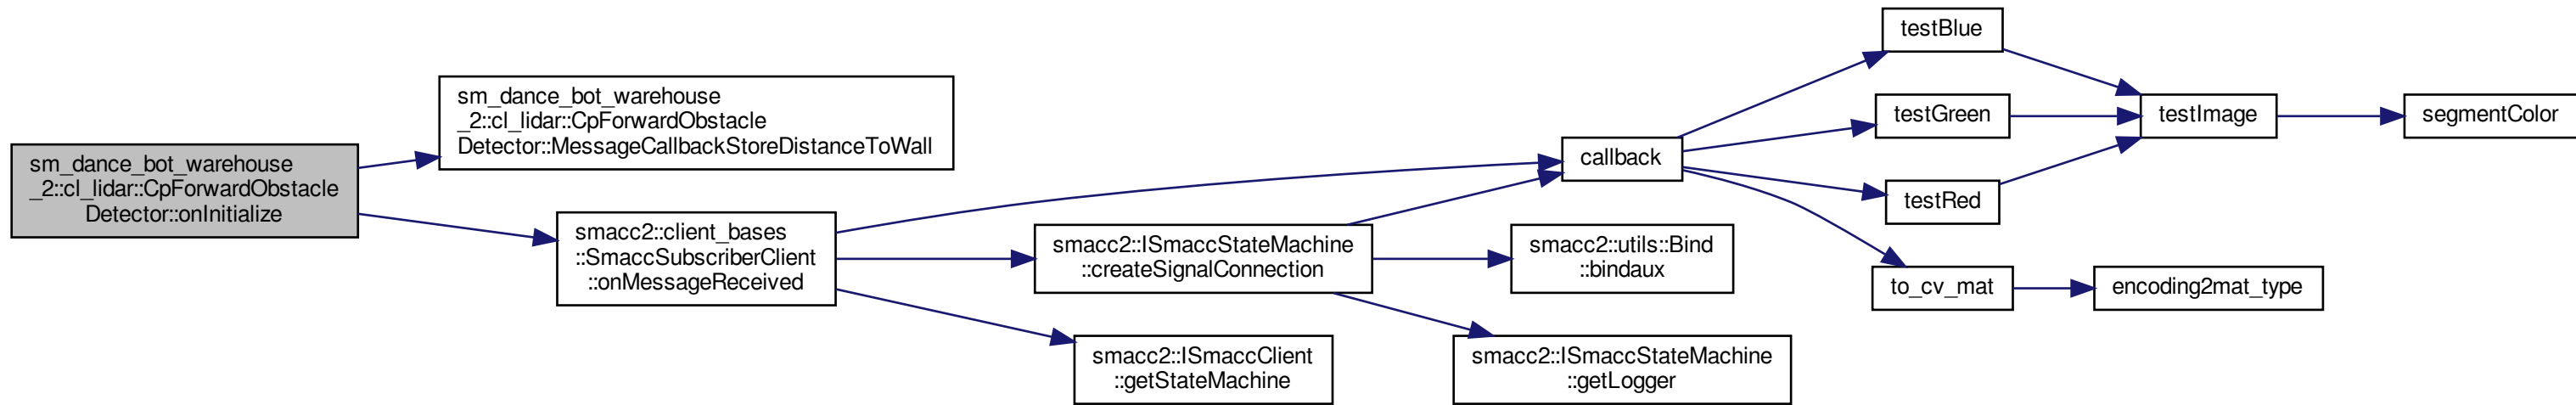 sm_dance_bot_warehouse
_2::cl_lidar::CpForwardObstacle
Detector::onInitialize
sm_dance_bot_warehouse
_2::cl_lidar::CpForwardObstacle
Detector::MessageCallbackStoreDistanceToWall
smacc2::client_bases
::SmaccSubscriberClient
::onMessageReceived
smacc2::ISmaccStateMachine
::createSignalConnection
smacc2::ISmaccClient
::getStateMachine
callback
smacc2::utils::Bind
::bindaux
smacc2::ISmaccStateMachine
::getLogger
testBlue
testGreen
testRed
to_cv_mat
testImage
encoding2mat_type
segmentColor